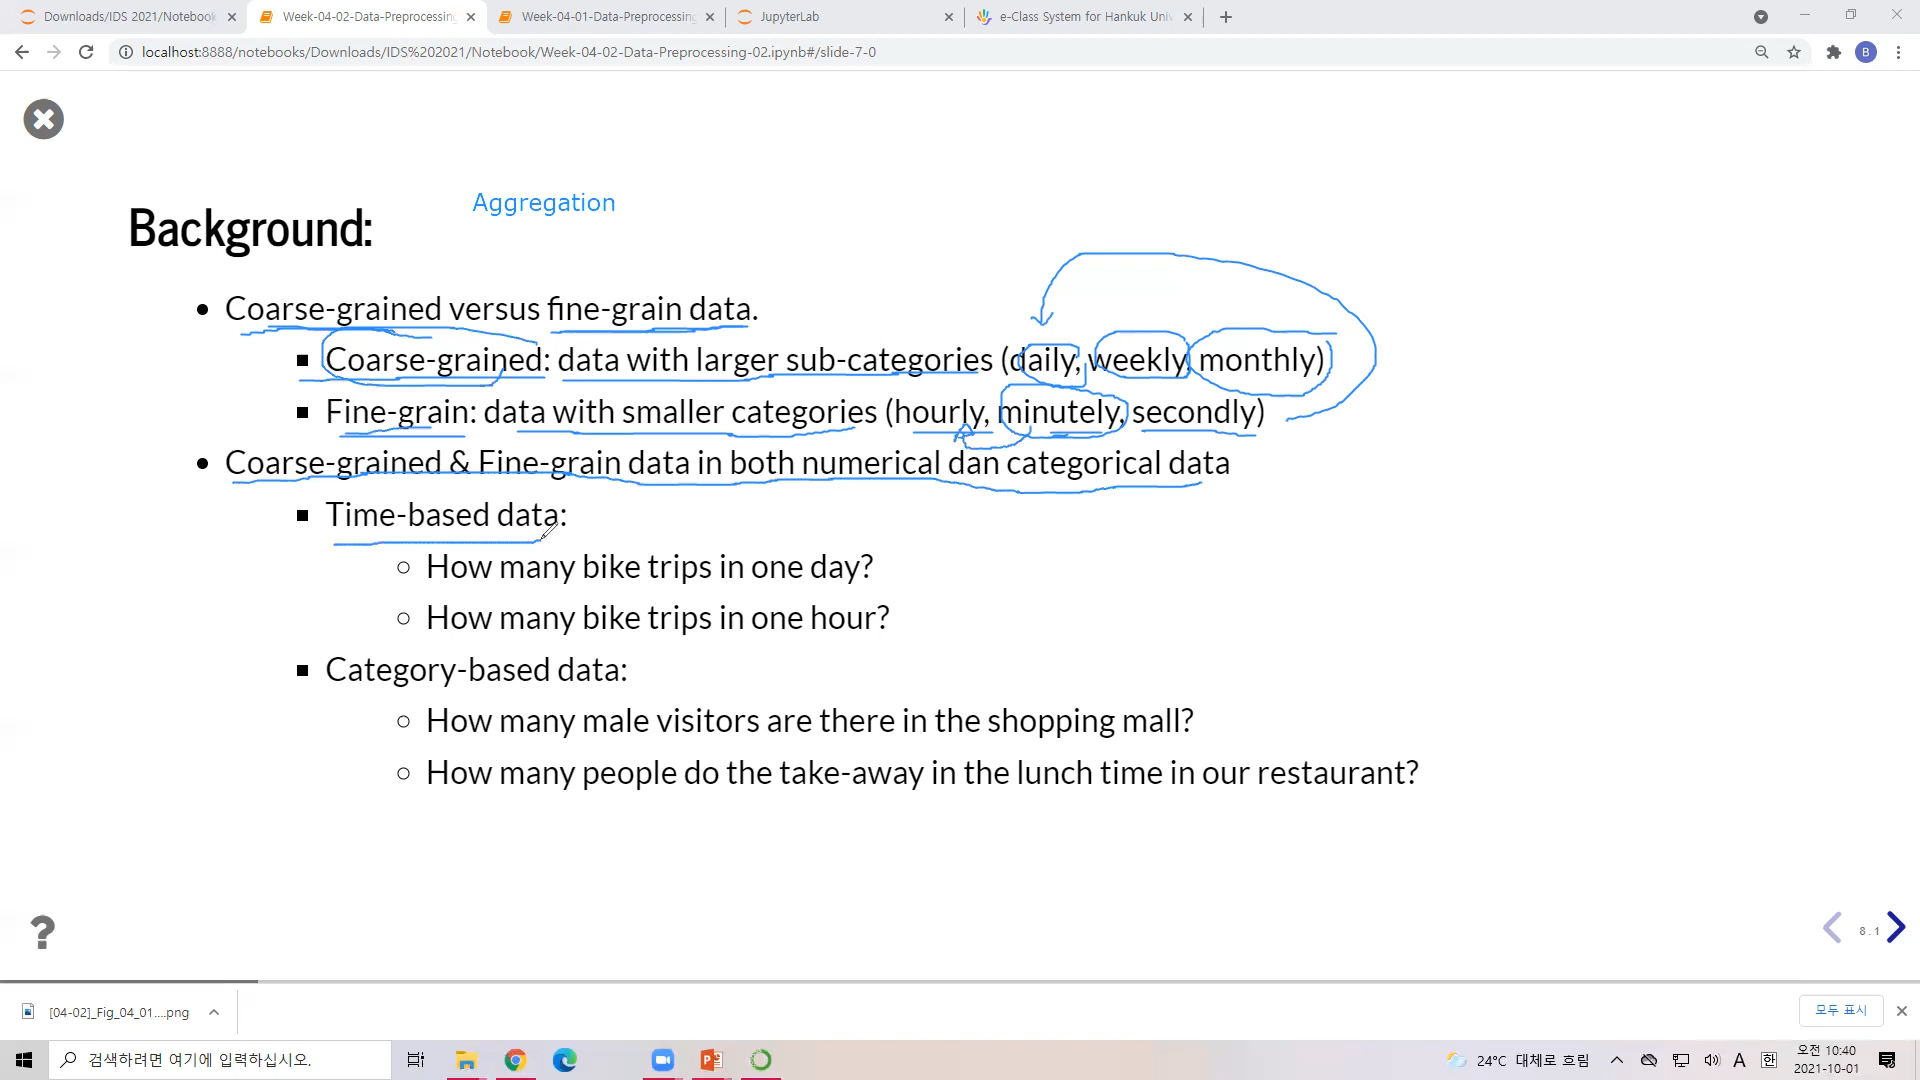 Downloads/IDS 2021/Notebook
Week-04-02-Data-Preprocessing
Week-04-01-Data-Preprocessing
JupyterLab
e-Class System for Hankuk Univ
localhost:8888/notebooks/Downloads/IDS%202021/Notebook/Week-04-02-Data-Preprocessing-02.ipynb#/slide-7-0
B
Aggregation
Background:
Coarse-grained versus fine-grain data.
Coarse-grained: data with larger sub-categories (daily, weekly, monthly)
Fine-grain: data with smaller categories (hourly, minutely, secondly)
Coarse-grained & Fine-grain data in both numerical dan categorical data
Time-based data:
How many bike trips in one day?
How many bike trips in one hour?
Category-based data:
How many male visitors are there in the shopping mall?
How many people do the take-away in the lunch time in our restaurant?
?
8.1
[04-02]_Fig_04_01....png
모두 표시
검색하려면 여기에 입력하십시오.
24°C 대체로 흐림
A
한
오전 10:40
2021-10-01